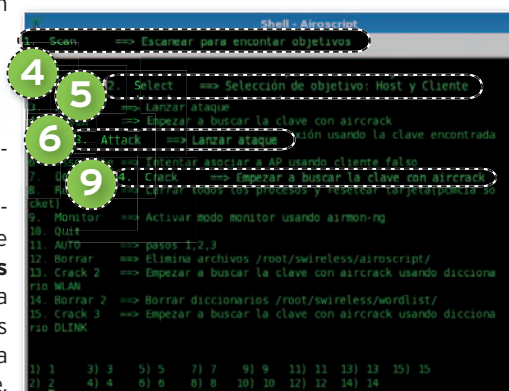 Shell - Airoscript
1. Scan ==> Escanear para encontar objetivos
4
2. Select ==> Selección de objetivo: Host y Cliente
5
3. ==> Lanzar ataque
==> Empezar a buscar la clave con aircrack
6
3. Attack ==> Lanzar ataque
xión usando la clave encontrada
==> Intentar asociar a AP usando cliente falso
7.
9
4. Crack ==> Empezar a buscar la clave con aircrack
8. ==> Cerrar todos los procesos y resetear tarjeta(pcmcia so
cket)
9. Monitor ==> Activar modo monitor usando airmon-ng
10. Quit
11. AUTO ==> pasos 1,2,3
12. Borrar ==> Elimina archivos /root/swireless/airoscript/
13. Crack 2 ==> Empezar a buscar la clave con aircrack usando dicciona
rio WLAN
14. Borrar 2 ==> Borrar diccionarios /root/swireless/wordlist/
15. Crack 3 ==> Empezar a buscar la clave con aircrack usando dicciona
rio DLINK
1) 1 3) 3 5) 5 7) 7 9) 9 11) 11 13) 13 15) 15
2) 2 4) 4 6) 6 8) 8 10) 10 12) 12 14) 14